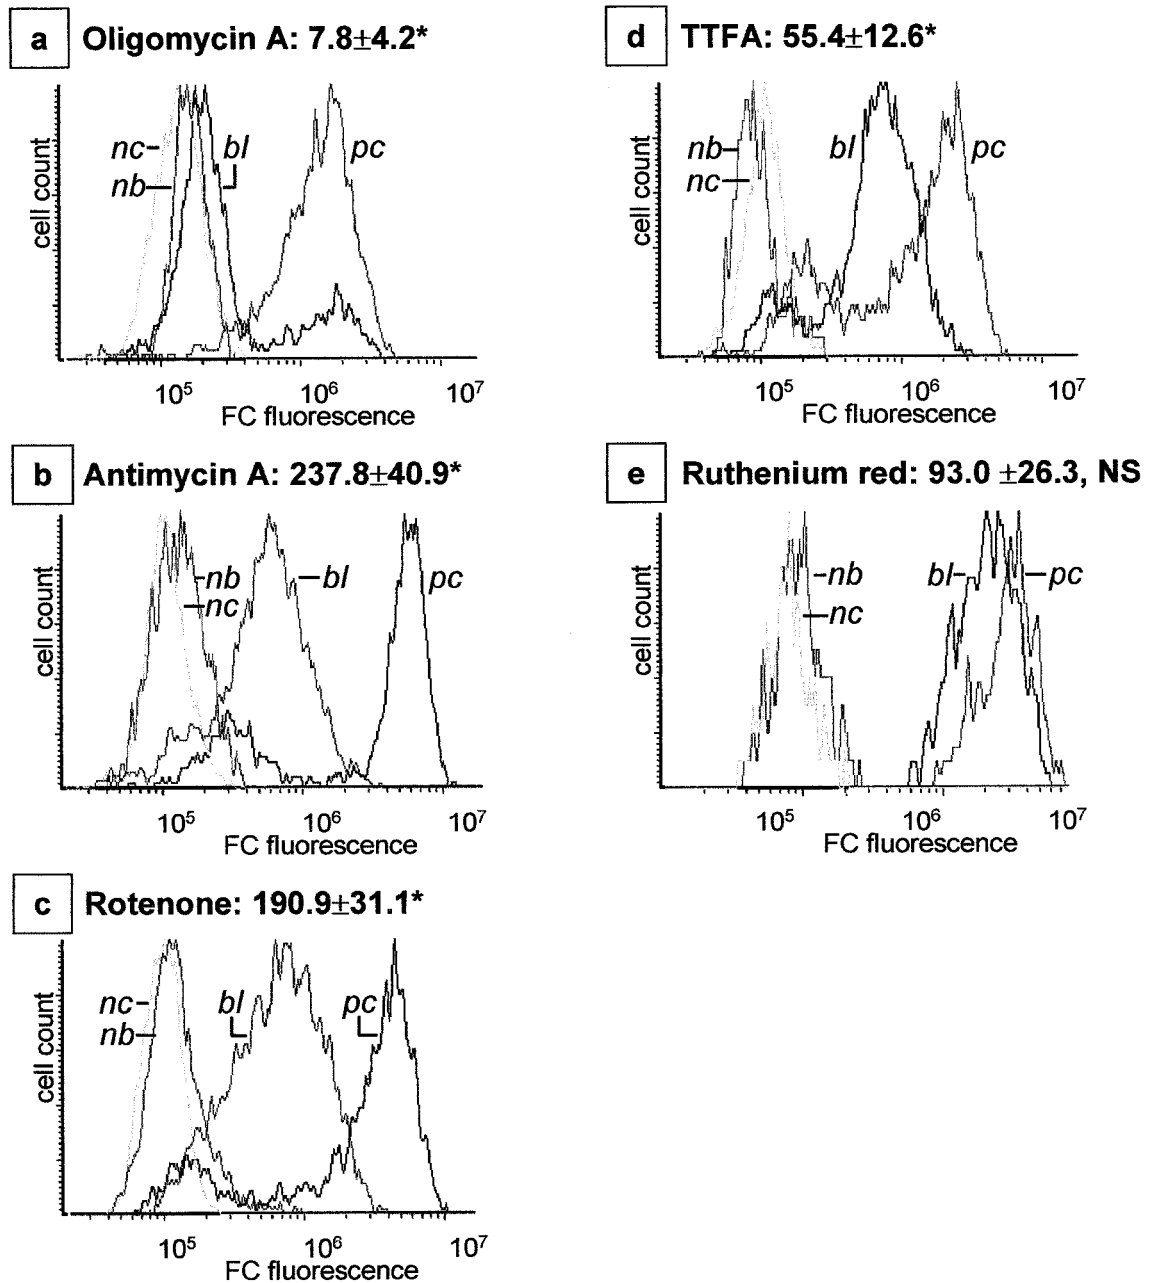 a Oligomycin A: 7.8±4.2*
nc
nb
bl
pc
cell count
10⁵ 10⁶ 10⁷
FC fluorescence
b Antimycin A: 237.8±40.9*
nb
nc
bl
pc
cell count
10⁵ 10⁶ 10⁷
FC fluorescence
c Rotenone: 190.9±31.1*
nc
nb
bl
pc
cell count
10⁵ 10⁶ 10⁷
FC fluorescence
d TTFA: 55.4±12.6*
nb
nc
bl
pc
cell count
10⁵ 10⁶ 10⁷
FC fluorescence
e Ruthenium red: 93.0 ±26.3, NS
nb
nc
bl
pc
cell count
10⁵ 10⁶ 10⁷
FC fluorescence